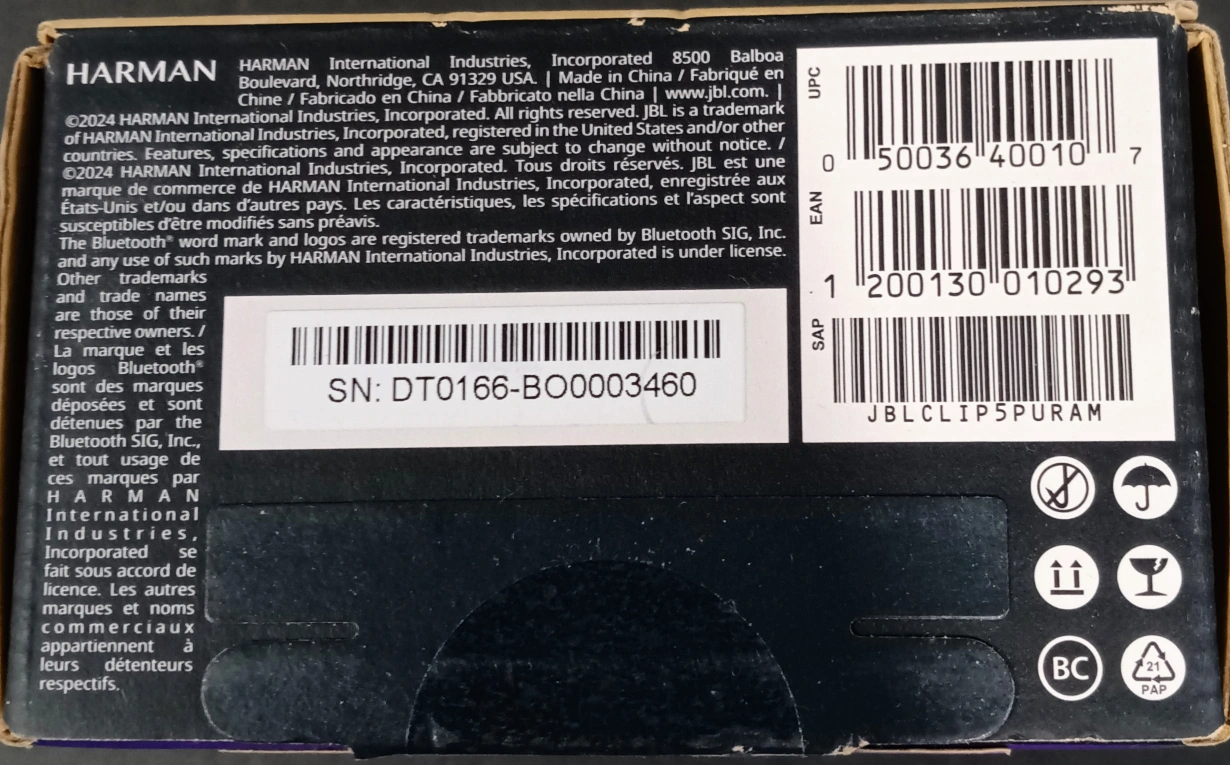 HARMAN
HARMAN International Industries, Incorporated 8500 Balboa
Boulevard, Northridge, CA 91329 USA. | Made in China / Fabriqué en
Chine / Fabricado en China / Fabbricato nella China | www.jbl.com. |
©2024 HARMAN International Industries, Incorporated. All rights reserved. JBL is a trademark
of HARMAN International Industries, Incorporated, registered in the United States and/or other
countries. Features, specifications and appearance are subject to change without notice. /
©2024 HARMAN International Industries, Incorporated. Tous droits réservés. JBL est une
marque de commerce de HARMAN International Industries, Incorporated, enregistrée aux
États-Unis et/ou dans d'autres pays. Les caractéristiques, les spécifications et l'aspect sont
susceptibles d'être modifiés sans préavis.
The Bluetooth® word mark and logos are registered trademarks owned by Bluetooth SIG, Inc.
and any use of such marks by HARMAN International Industries, Incorporated is under license.
Other trademarks
and trade names
are those of their
respective owners. /
La marque et les
logos Bluetooth®
sont des marques
déposées et sont
détenues par the
Bluetooth SIG, Inc.,
et tout usage de
ces marques par
HARMAN
International
Industries,
Incorporated se
fait sous accord de
licence. Les autres
marques et noms
commerciaux
appartiennent à
leurs détenteurs
respectifs.
SN: DT0166-BO0003460
UPC
0 50036 40010 7
EAN
1 200130 010293
SAP
JBLCLIP5PURAM
BC
21
PAP